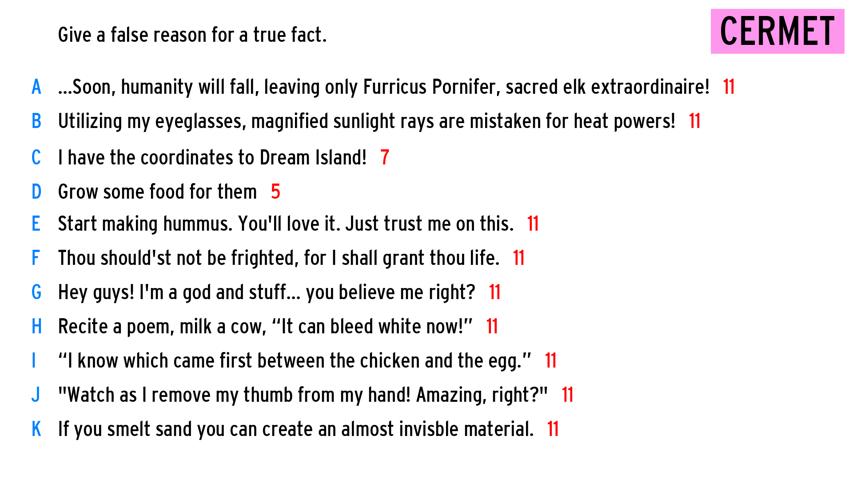 Give a false reason for a true fact.
CERMET
A ...Soon, humanity will fall, leaving only Furricus Pornifer, sacred elk extraordinaire! 11
B Utilizing my eyeglasses, magnified sunlight rays are mistaken for heat powers! 11
C I have the coordinates to Dream Island! 7
D Grow some food for them 5
E Start making hummus. You'll love it. Just trust me on this. 11
F Thou should'st not be frighted, for I shall grant thou life. 11
G Hey guys! I'm a god and stuff... you believe me right? 11
H Recite a poem, milk a cow, “It can bleed white now!” 11
I “I know which came first between the chicken and the egg.” 11
J "Watch as I remove my thumb from my hand! Amazing, right?" 11
K If you smelt sand you can create an almost invisble material. 11